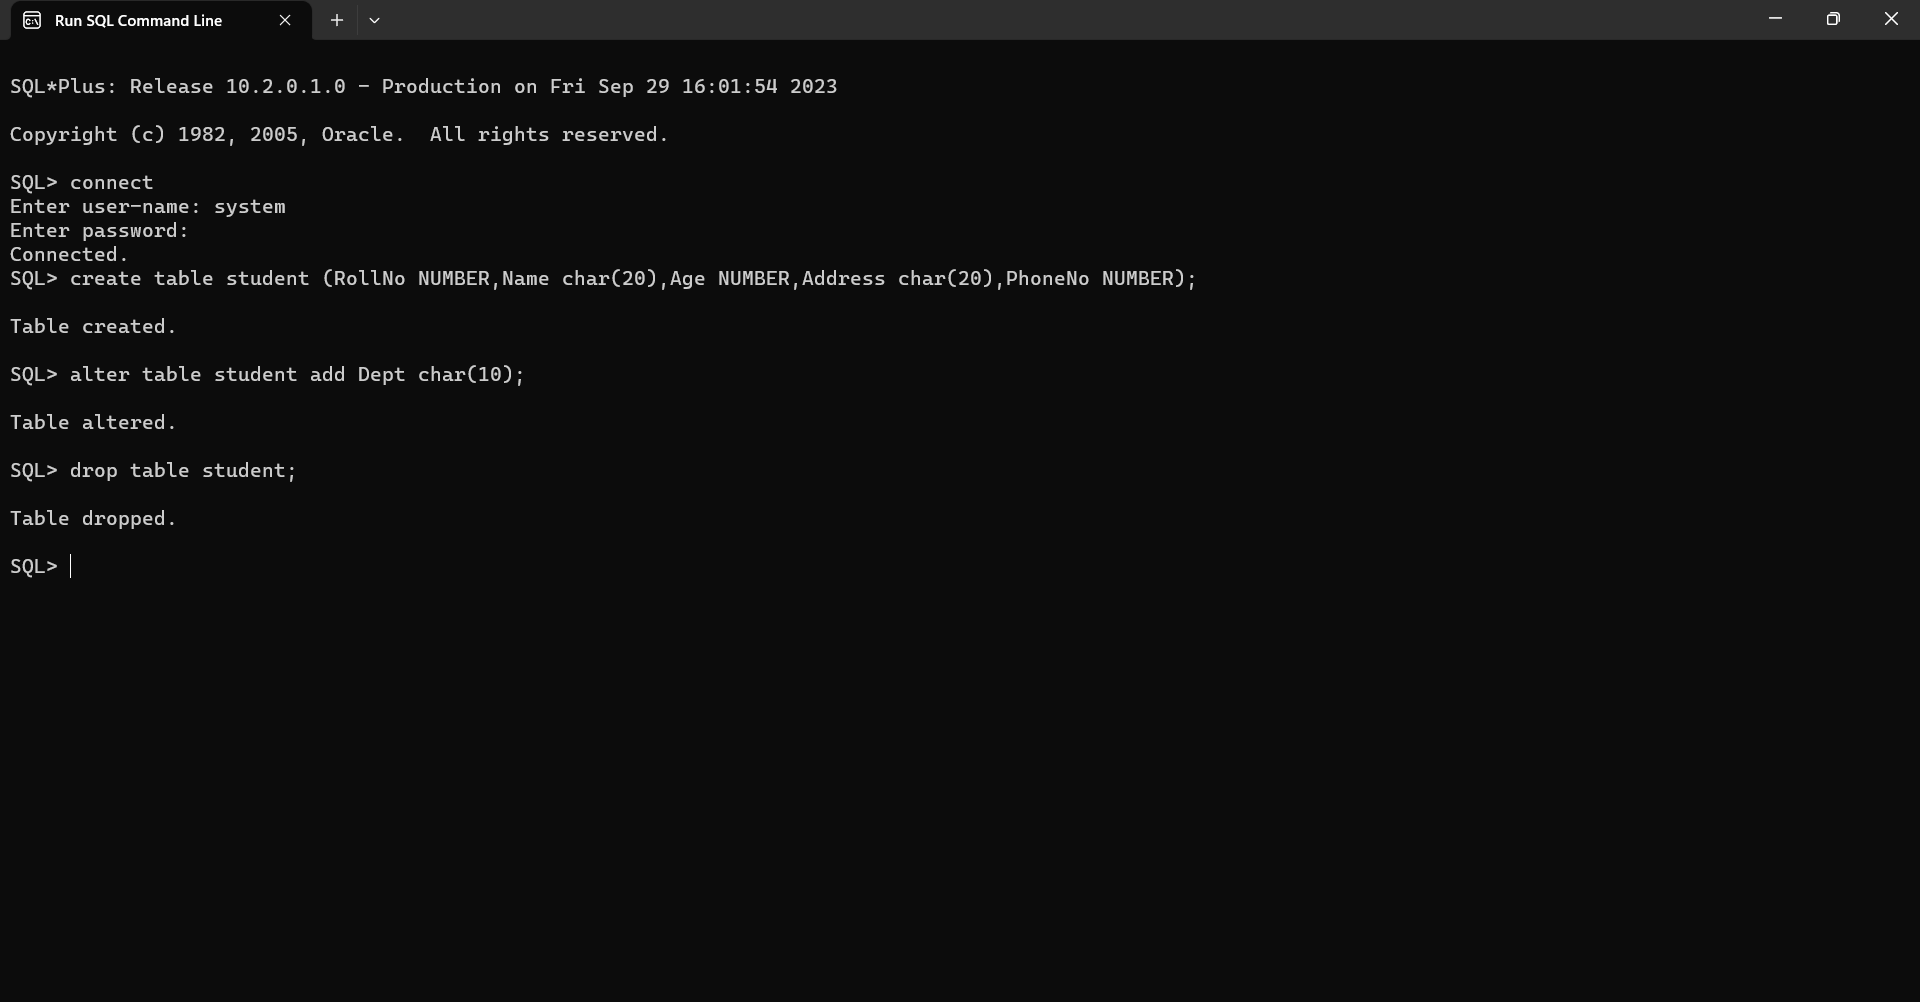 Run SQL Command Line
SQL*Plus: Release 10.2.0.1.0 - Production on Fri Sep 29 16:01:54 2023
Copyright (c) 1982, 2005, Oracle.  All rights reserved.
SQL> connect
Enter user-name: system
Enter password:
Connected.
SQL> create table student (RollNo NUMBER,Name char(20),Age NUMBER,Address char(20),PhoneNo NUMBER);
Table created.
SQL> alter table student add Dept char(10);
Table altered.
SQL> drop table student;
Table dropped.
SQL>